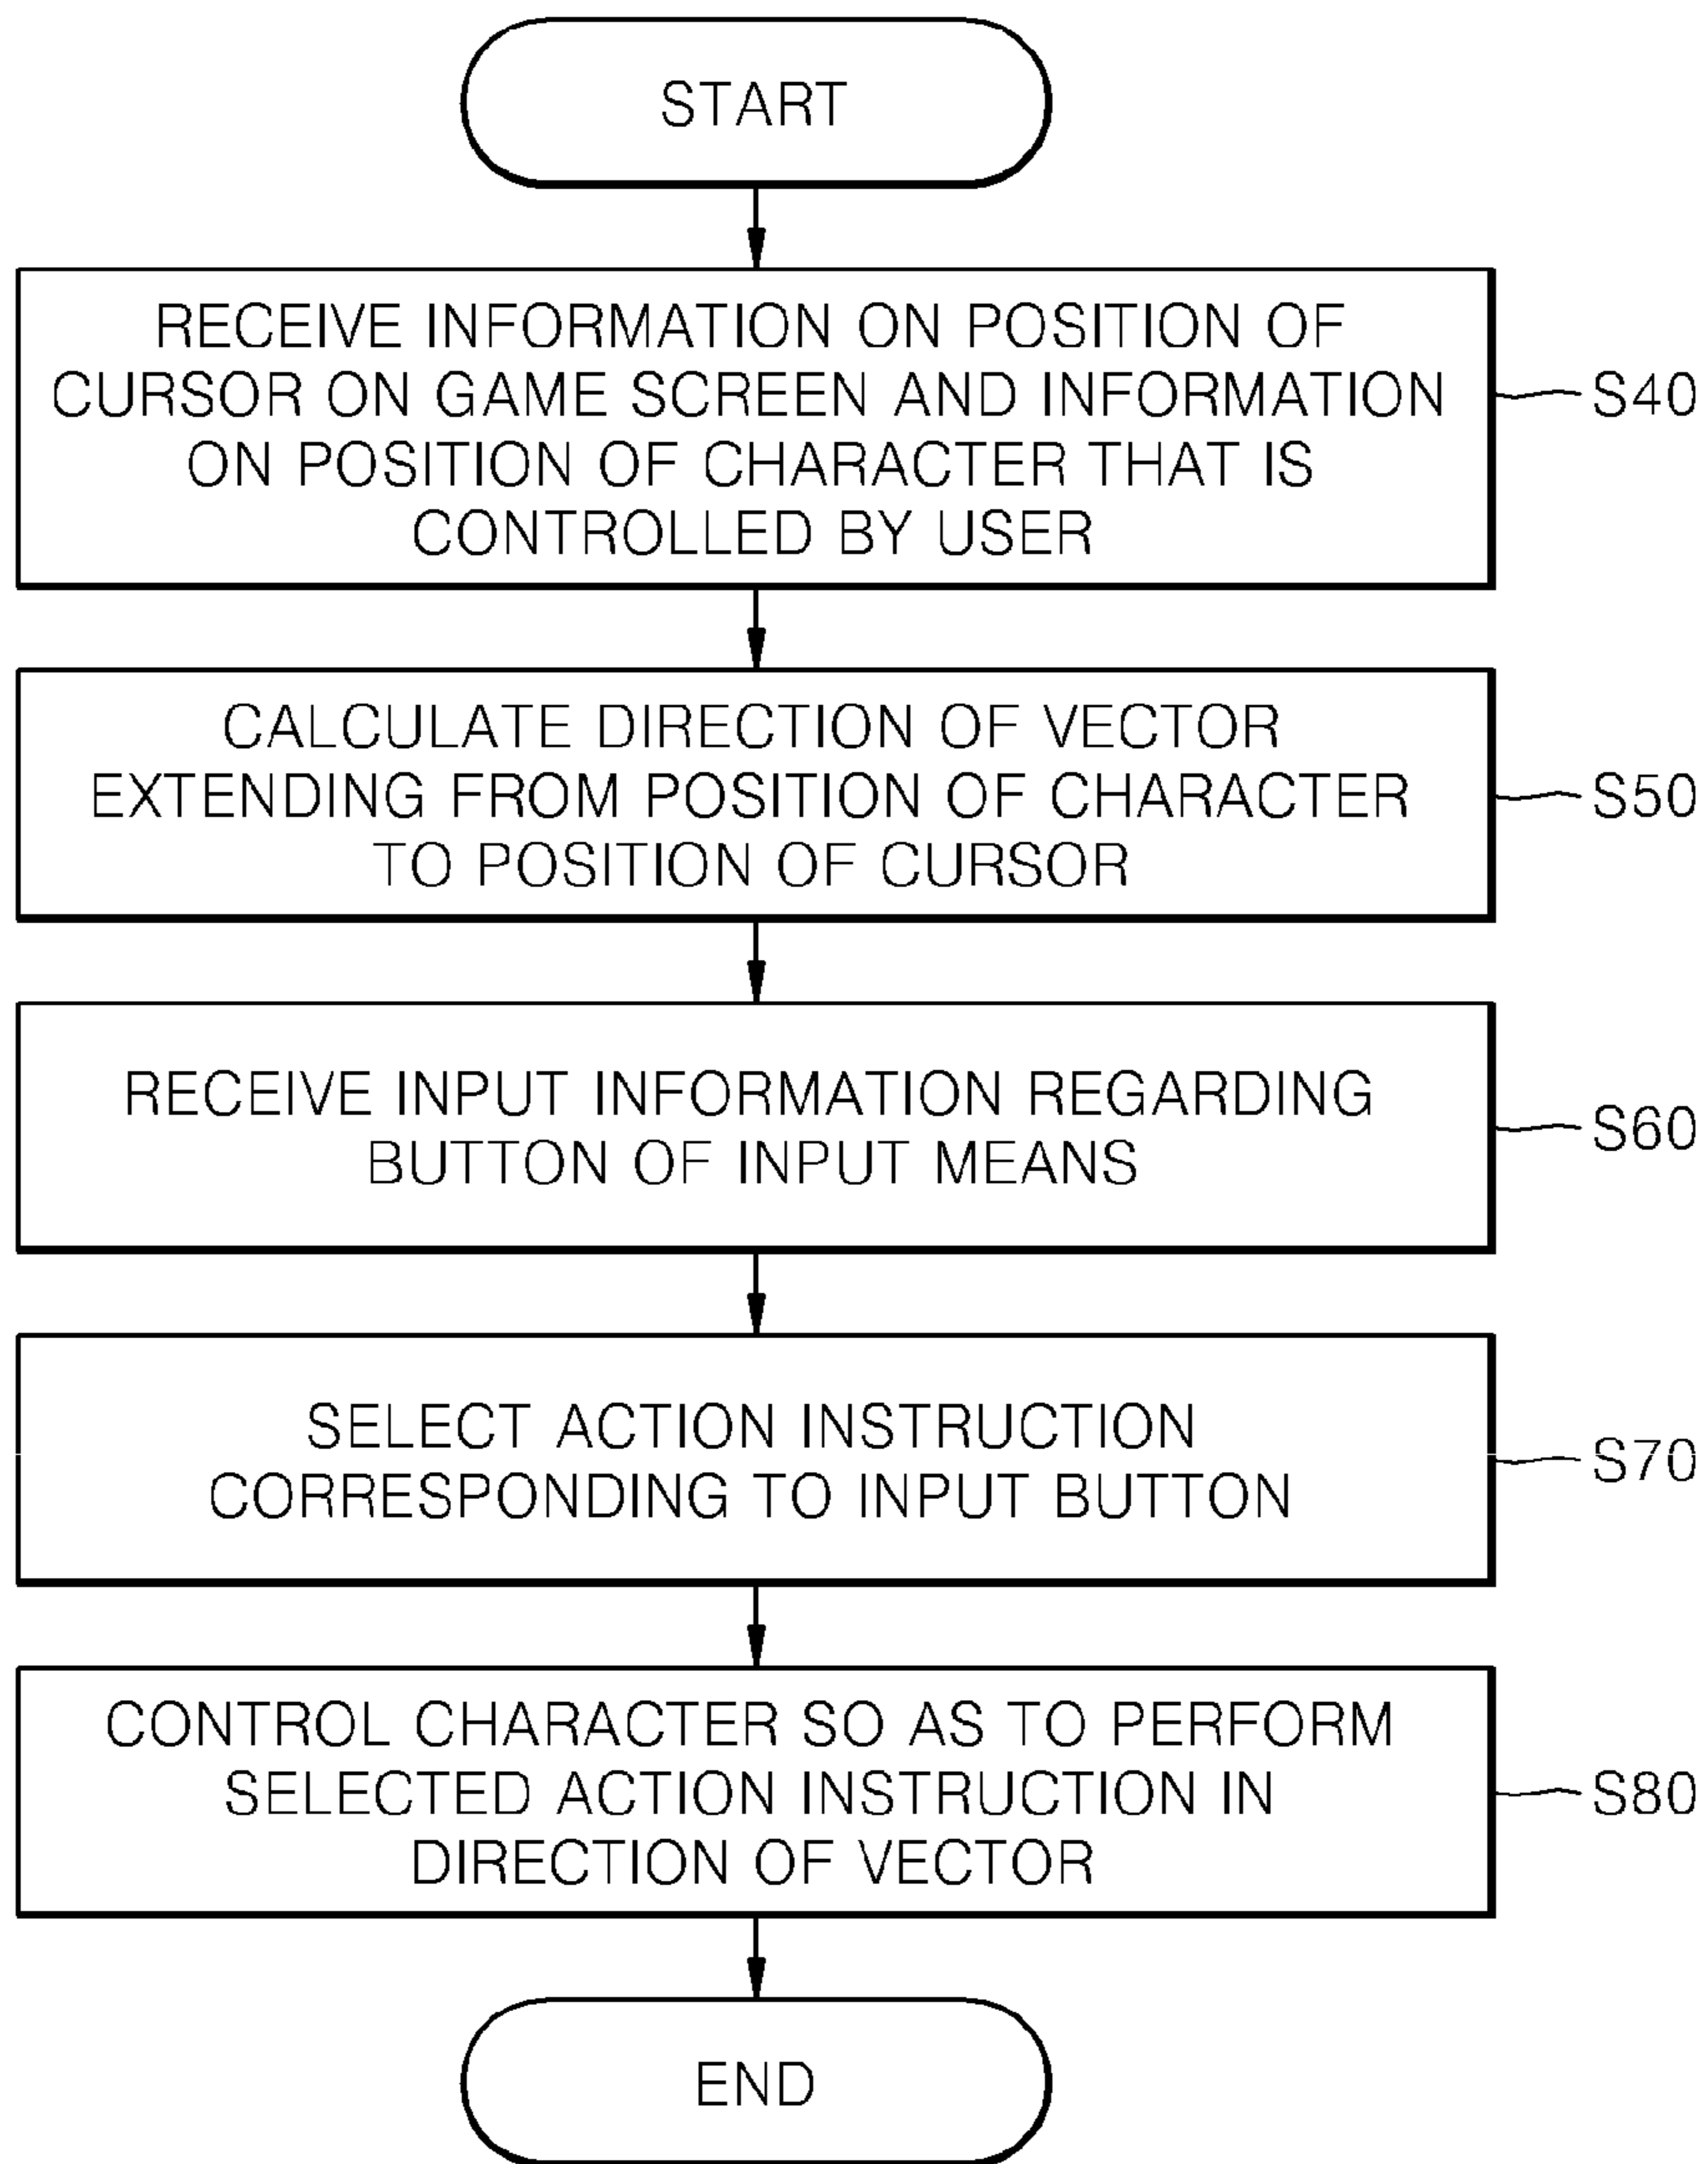 START
RECEIVE INFORMATION ON POSITION OF
CURSOR ON GAME SCREEN AND INFORMATION
ON POSITION OF CHARACTER THAT IS
CONTROLLED BY USER
S40
CALCULATE DIRECTION OF VECTOR
EXTENDING FROM POSITION OF CHARACTER
TO POSITION OF CURSOR
S50
RECEIVE INPUT INFORMATION REGARDING
BUTTON OF INPUT MEANS
S60
SELECT ACTION INSTRUCTION
CORRESPONDING TO INPUT BUTTON
S70
CONTROL CHARACTER SO AS TO PERFORM
SELECTED ACTION INSTRUCTION IN
DIRECTION OF VECTOR
S80
END